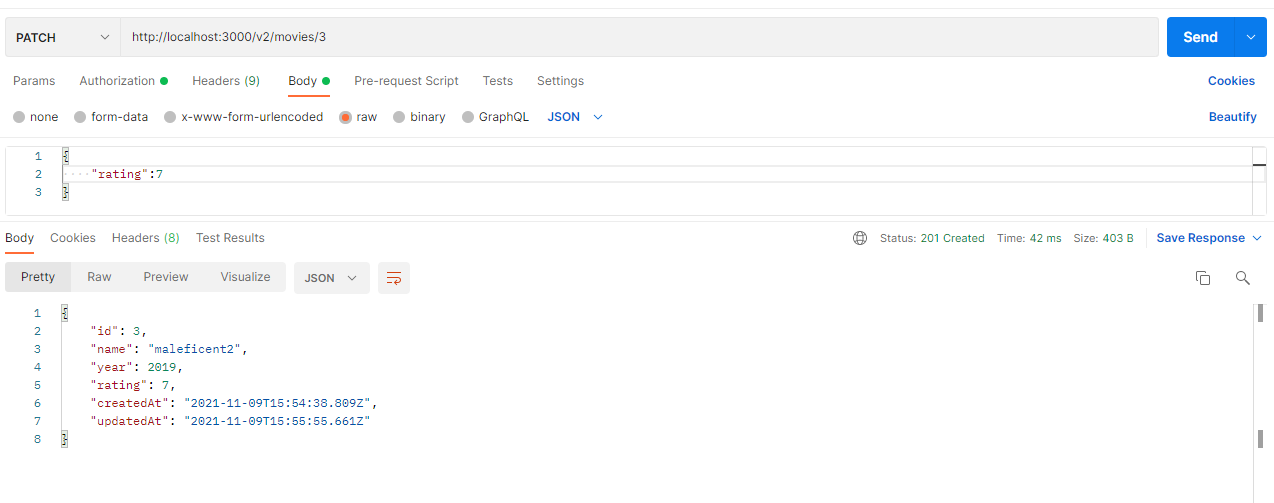 PATCH http://localhost:3000/v2/movies/3 Send
Params Authorization Headers (9) Body Pre-request Script Tests Settings Cookies
none form-data x-www-form-urlencoded raw binary GraphQL JSON Beautify
1 {
2 "rating":7
3 }
Body Cookies Headers (8) Test Results Status: 201 Created Time: 42 ms Size: 403 B Save Response
Pretty Raw Preview Visualize JSON
1 {
2 "id": 3,
3 "name": "maleficent2",
4 "year": 2019,
5 "rating": 7,
6 "createdAt": "2021-11-09T15:54:38.809Z",
7 "updatedAt": "2021-11-09T15:55:55.661Z"
8 }